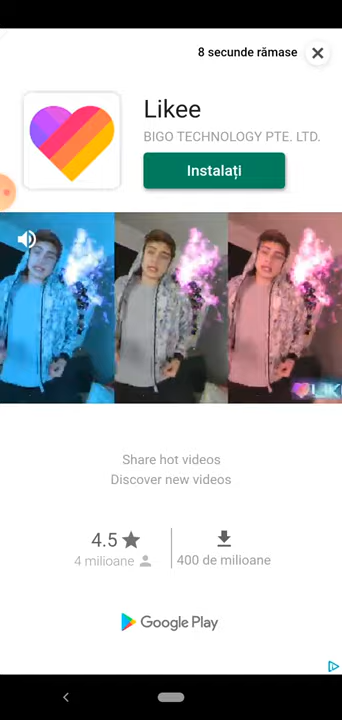 8 secunde rămase
Likee
BIGO TECHNOLOGY PTE. LTD.
Instalați
LIK
Share hot videos
Discover new videos
4.5
4 milioane
400 de milioane
Google Play